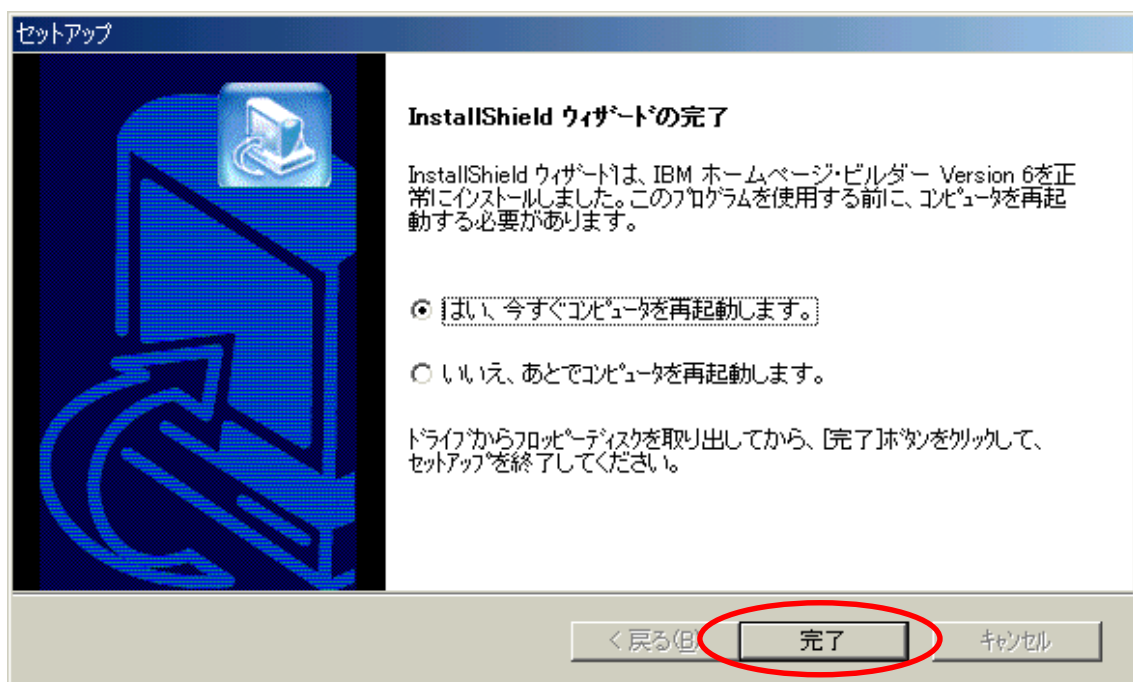 セットアップ
InstallShield ウィザードの完了
InstallShield ウィザードは、IBM ホームページ・ビルダー Version 6を正
常にインストールしました。このプログラムを使用する前に、コンピュータを再起
動する必要があります。
はい、今すぐコンピュータを再起動します。
いいえ、あとでコンピュータを再起動します。
ドライブからフロッピーディスクを取り出してから、[完了]ボタンをクリックして、
セットアップを終了してください。
< 戻る(B) 完了 キャンセル